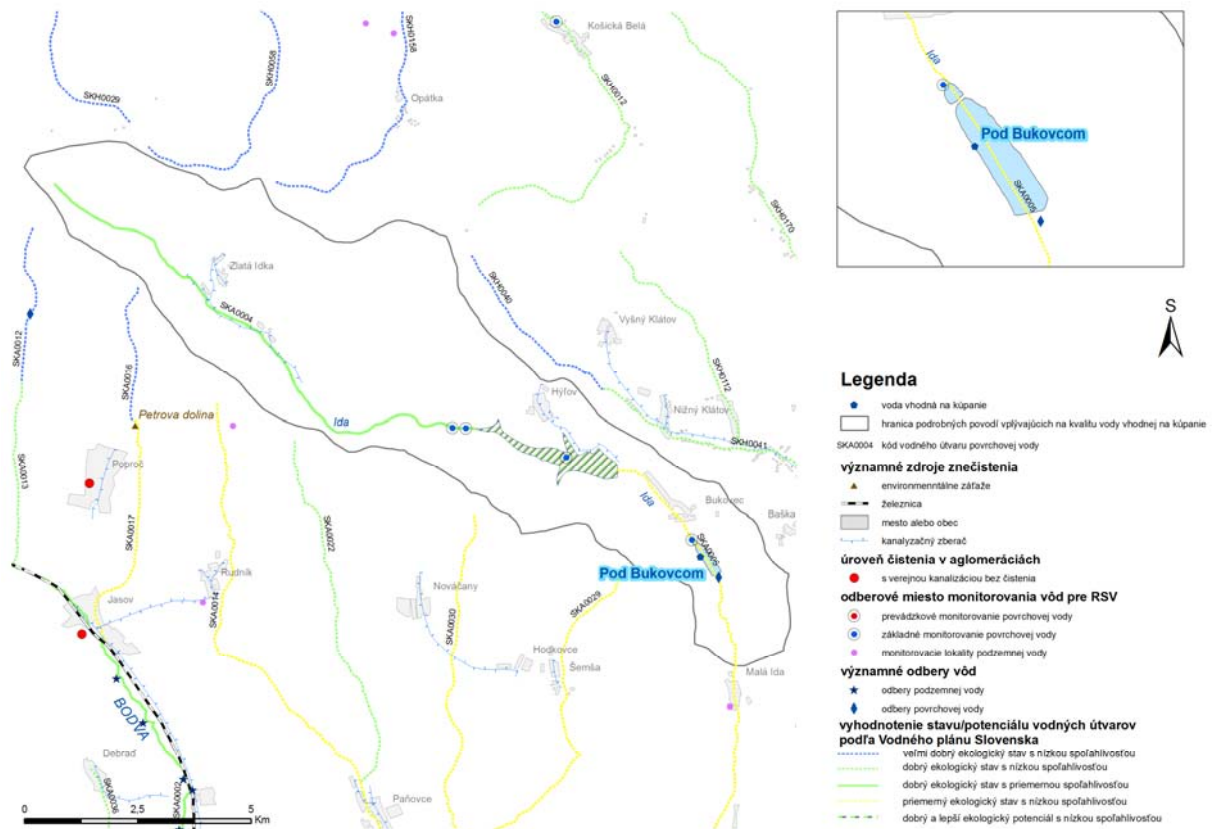 Košická Belá
SKH0158
SKH0058
SKH0029
Opátka
SKH0012
SKH0170
Zlatá Idka
SKA0004
SKH0040
Vyšný Klátov
SKH0112
SKA0012
SKA0016
Petrova dolina
Ida
Hýľov
Nižný Klátov
SKH0041
SKA0013
Poproč
SKA0017
SKA0022
Ida
Bukovec
Baška
SKA0005
Pod Bukovcom
Rudník
SKA0014
Nováčany
SKA0030
SKA0029
Jasov
Hodkovce
Šemša
Malá Ida
BODVA
Debraď
SKA0036
SKA0002
Paňovce
0 2,5 5
Km
Ida
Pod Bukovcom
SKA0005
S
Legenda
voda vhodná na kúpanie
hranica podrobných povodí vplývajúcich na kvalitu vody vhodnej na kúpanie
SKA0004 kód vodného útvaru povrchovej vody
významné zdroje znečistenia
environmenntálne záťaže
železnica
mesto alebo obec
kanalyzačný zberač
úroveň čistenia v aglomeráciách
s verejnou kanalizáciou bez čistenia
odberové miesto monitorovania vôd pre RSV
prevádzkové monitorovanie povrchovej vody
základné monitorovanie povrchovej vody
monitorovacie lokality podzemnej vody
významné odbery vôd
odbery podzemnej vody
odbery povrchovej vody
vyhodnotenie stavu/potenciálu vodných útvarov
podľa Vodného plánu Slovenska
veľmi dobrý ekologický stav s nízkou spoľahlivosťou
dobrý ekologický stav s nízkou spoľahlivosťou
dobrý ekologický stav s priemernou spoľahlivosťou
priemerný ekologický stav s nízkou spoľahlivosťou
dobrý a lepší ekologický potenciál s nízkou spoľahlivosťou